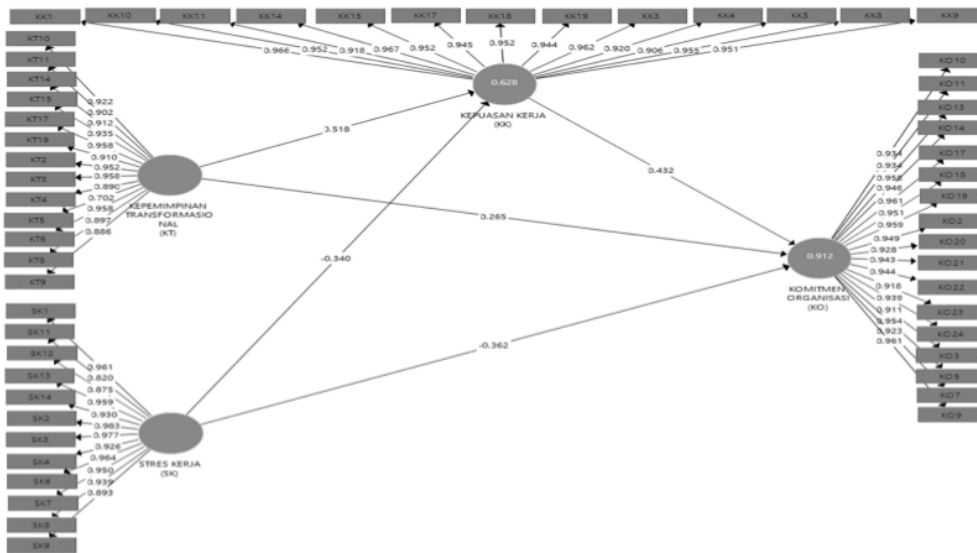 KK1 KK10 KK11 KK14 KK15 KK17 KK18 KK19 KK3 KK4 KK5 KK8 KK9
0.966 0.952 0.918 0.967 0.952 0.945 0.952 0.944 0.962 0.920 0.906 0.955 0.951
0.628
KEPUASAN KERJA
(KK)
KT10
KT11
KT14
KT15
KT17
KT19
KT2
KT3
KT4
KT5
KT6
KT8
KT9
0.922
0.902
0.912
0.935
0.958
0.910
0.952
0.958
0.890
0.702
0.958
0.897
0.886
KEPEMIMPINAN
TRANSFORMASIO
NAL
(KT)
0.518
0.432
0.265
-0.340
-0.362
KO10
KO11
KO13
KO14
KO17
KO18
KO19
KO2
KO20
KO21
KO22
KO23
KO24
KO3
KO5
KO7
KO9
0.934
0.934
0.958
0.946
0.961
0.951
0.959
0.949
0.928
0.943
0.944
0.918
0.939
0.911
0.954
0.923
0.961
0.912
KOMITMEN
ORGANISASI
(KO)
SK1
SK11
SK12
SK13
SK14
SK2
SK3
SK4
SK6
SK7
SK8
SK9
0.961
0.820
0.875
0.959
0.930
0.983
0.977
0.926
0.964
0.950
0.939
0.893
STRES KERJA
(SK)